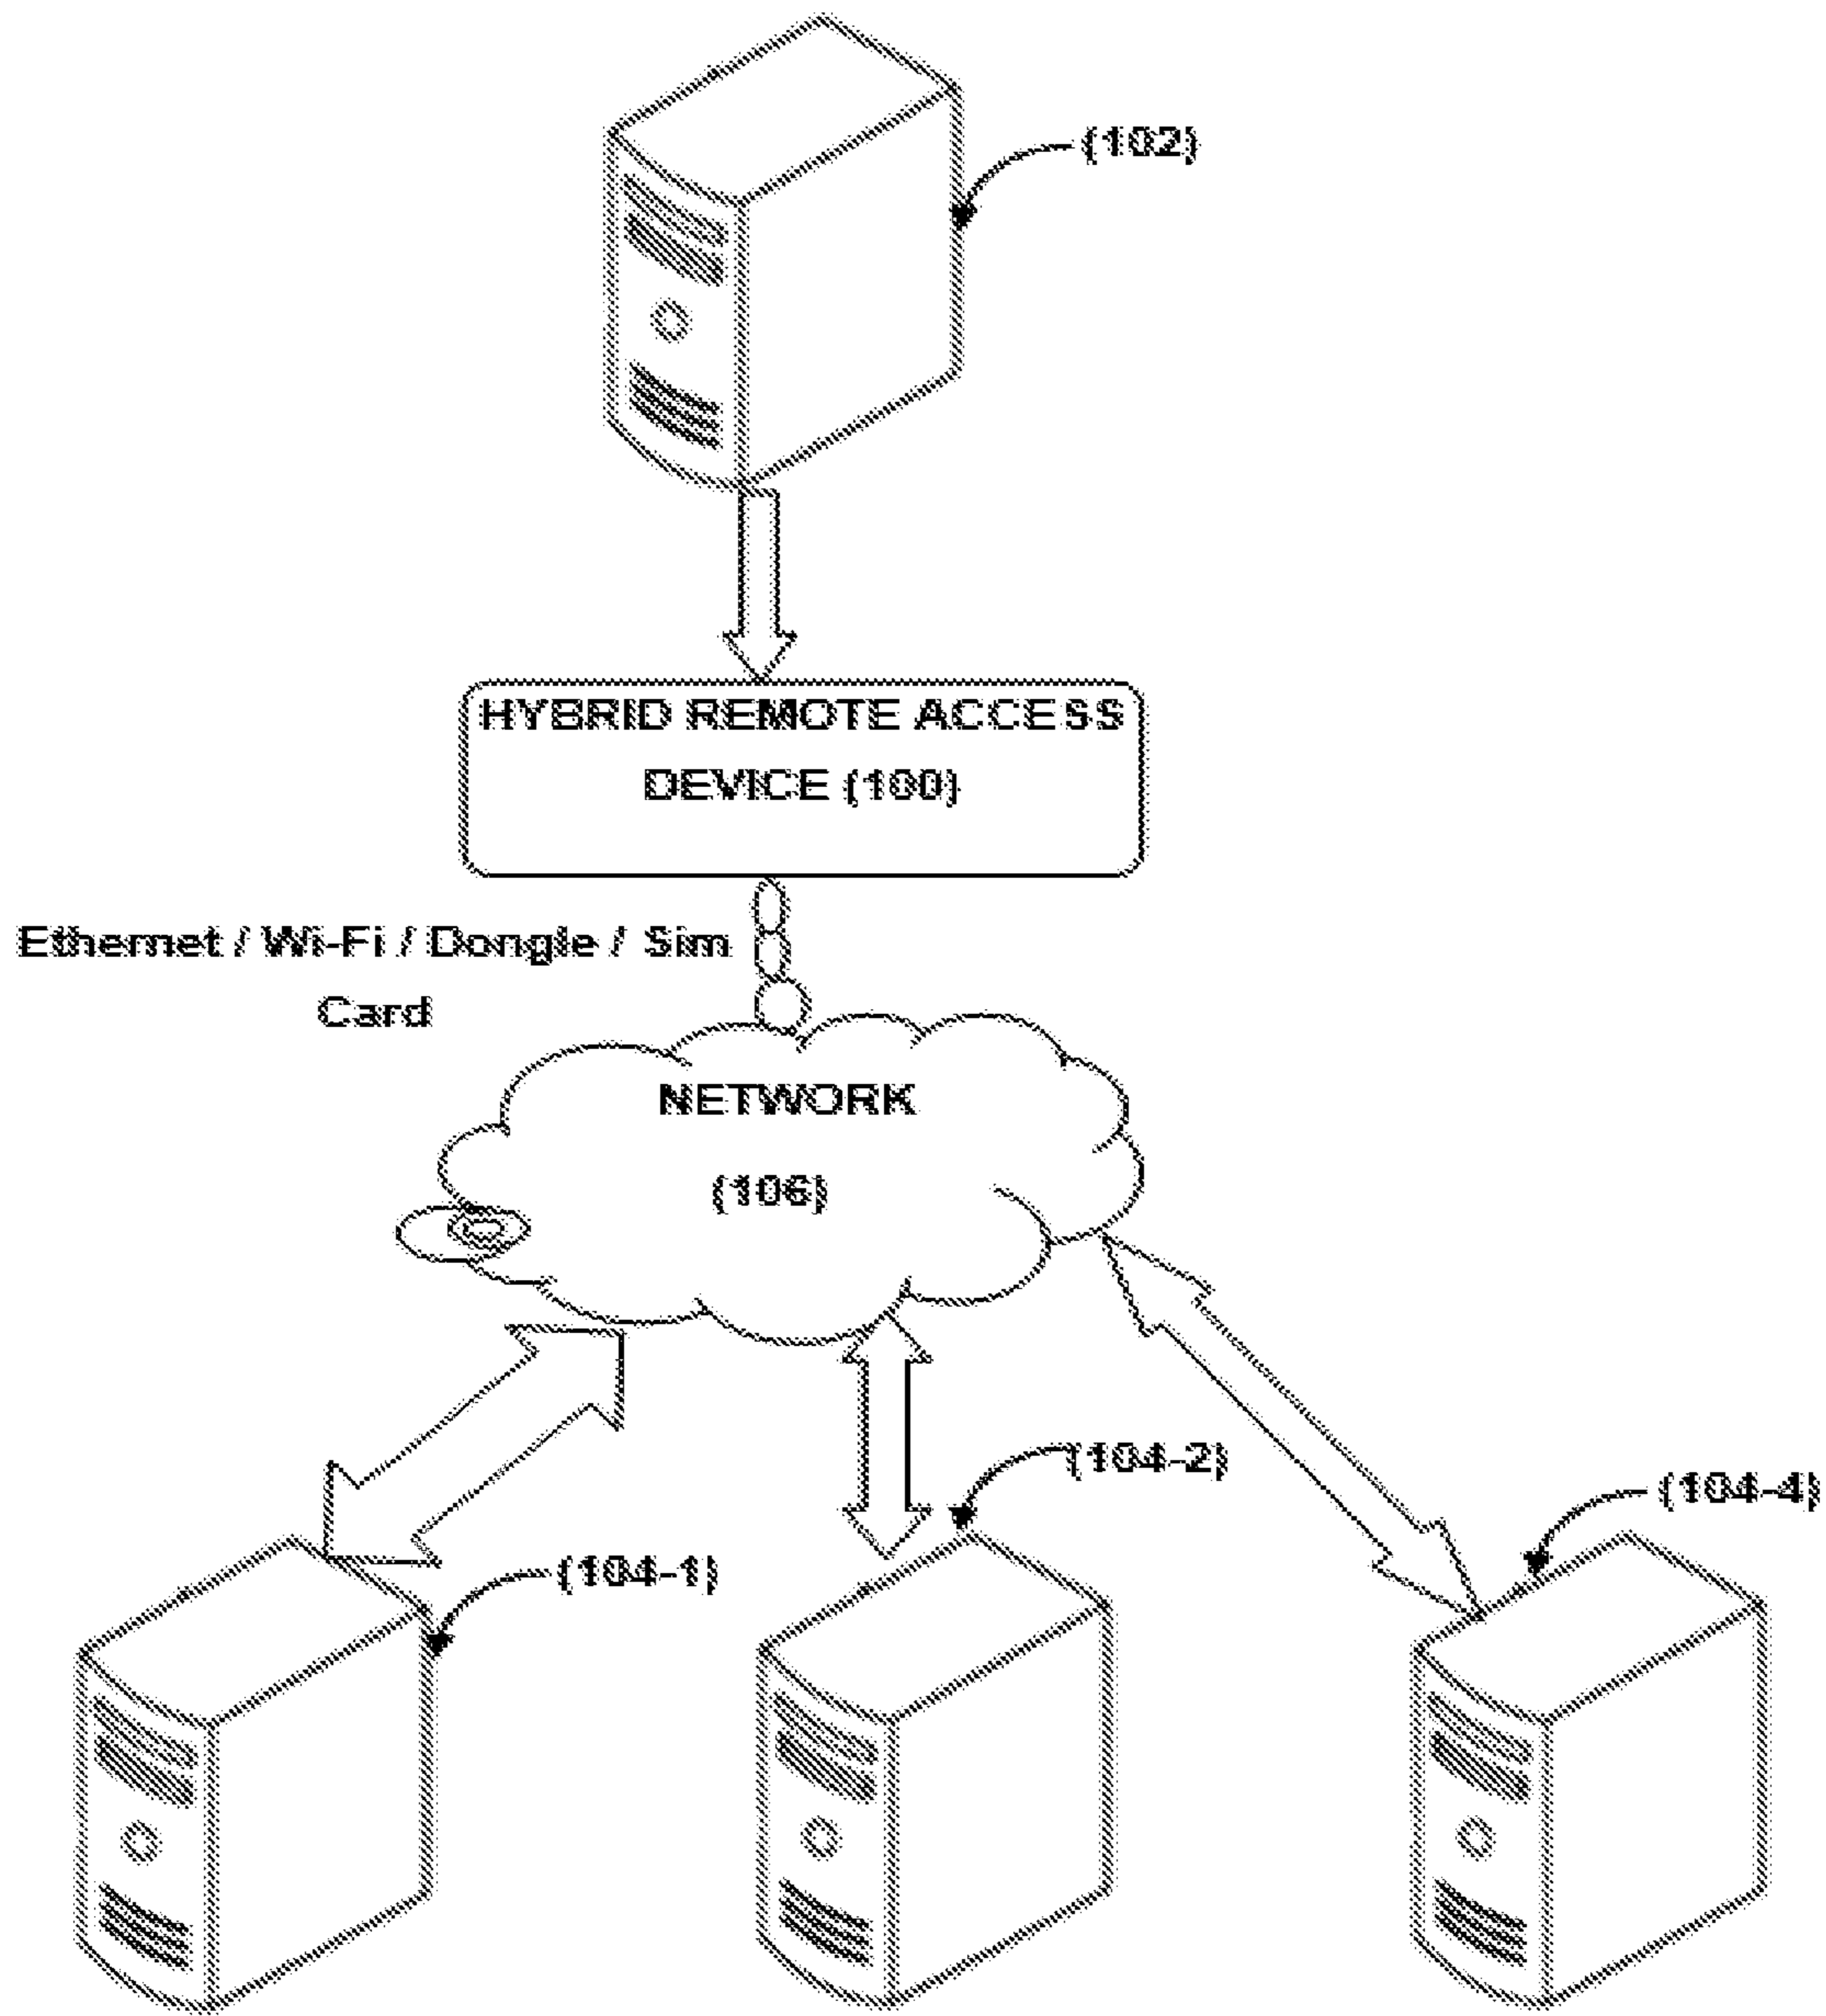 (102)
HYBRID REMOTE ACCESS
DEVICE (100)
Ethernet / Wi-Fi / Dongle / Sim
Card
NETWORK
(106)
(104-2)
(104-4)
(104-1)